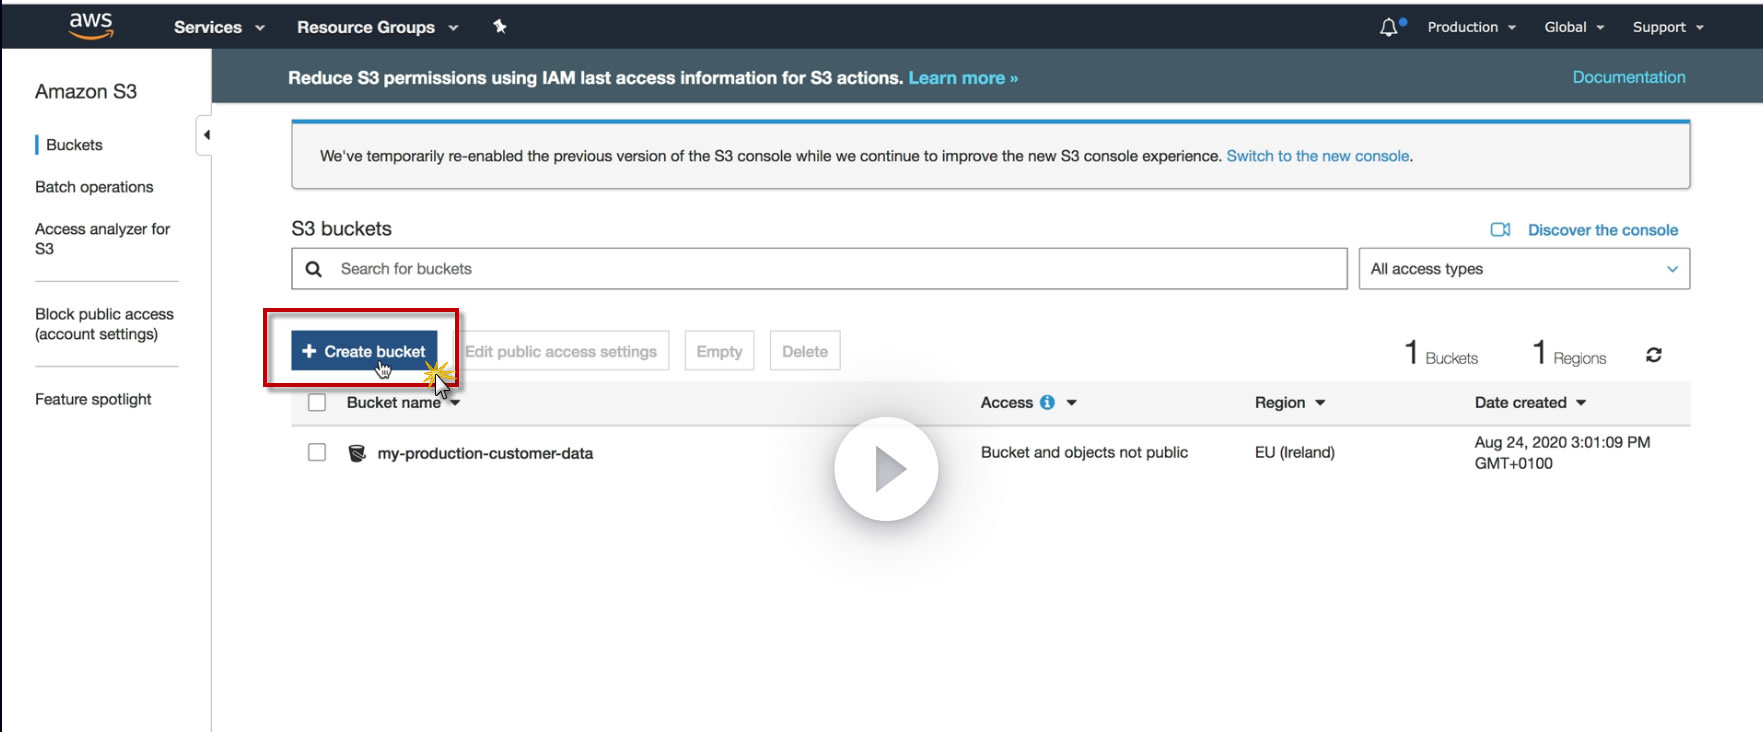 aws
Services
Resource Groups
Production
Global
Support
Amazon S3
Buckets
Batch operations
Access analyzer for
S3
Block public access
(account settings)
Feature spotlight
Reduce S3 permissions using IAM last access information for S3 actions. Learn more »
Documentation
We've temporarily re-enabled the previous version of the S3 console while we continue to improve the new S3 console experience. Switch to the new console.
S3 buckets
Discover the console
Search for buckets
All access types
+ Create bucket
Edit public access settings
Empty
Delete
1 Buckets
1 Regions
Bucket name
Access
Region
Date created
my-production-customer-data
Bucket and objects not public
EU (Ireland)
Aug 24, 2020 3:01:09 PM
GMT+0100